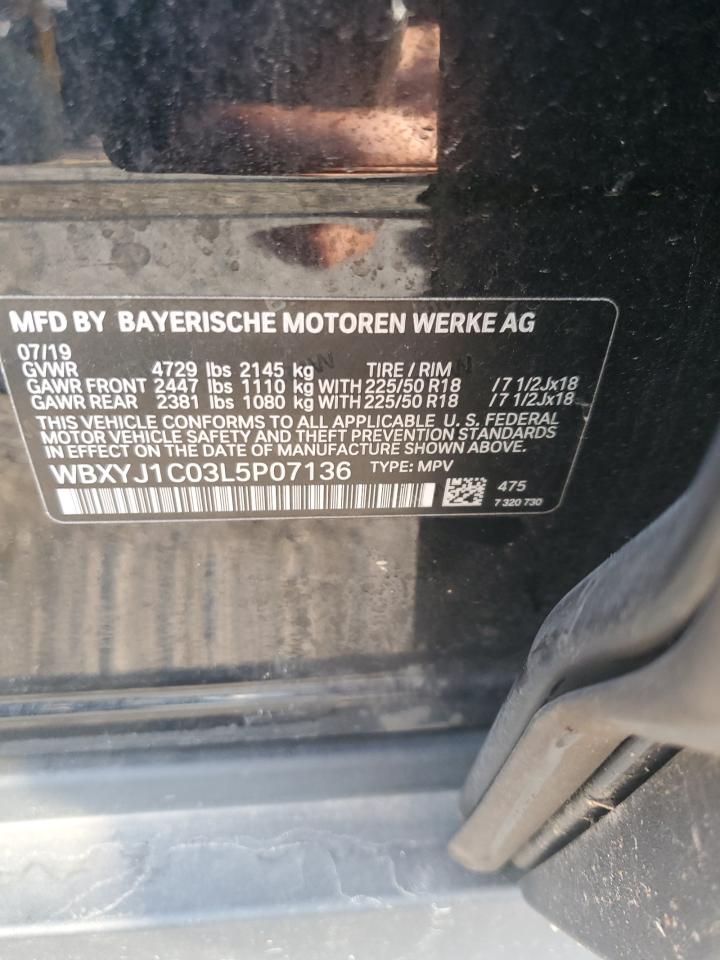 MFD BY BAYERISCHE MOTOREN WERKE AG
07/19
GVWR 4729 lbs 2145 kg TIRE / RIM
GAWR FRONT 2447 lbs 1110 kg WITH 225/50 R18 /7 1/2Jx18
GAWR REAR 2381 lbs 1080 kg WITH 225/50 R18 /7 1/2Jx18
THIS VEHICLE CONFORMS TO ALL APPLICABLE U. S. FEDERAL
MOTOR VEHICLE SAFETY AND THEFT PREVENTION STANDARDS
IN EFFECT ON THE DATE OF MANUFACTURE SHOWN ABOVE.
WBXYJ1C03L5P07136 TYPE: MPV
475
7 320 730